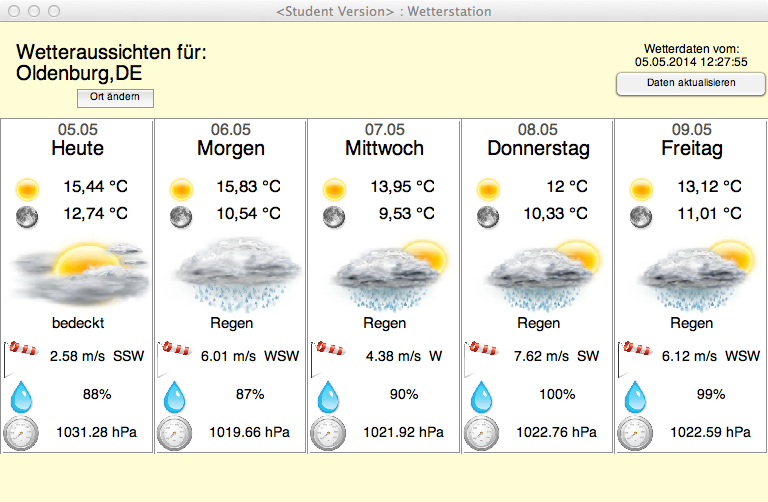 <Student Version> : Wetterstation
Wetteraussichten für:
Oldenburg,DE
Ort ändern
Wetterdaten vom:
05.05.2014 12:27:55
Daten aktualisieren
05.05
Heute
15,44 °C
12,74 °C
bedeckt
2.58 m/s SSW
88%
1031.28 hPa
06.05
Morgen
15,83 °C
10,54 °C
Regen
6.01 m/s WSW
87%
1019.66 hPa
07.05
Mittwoch
13,95 °C
9,53 °C
Regen
4.38 m/s W
90%
1021.92 hPa
08.05
Donnerstag
12 °C
10,33 °C
Regen
7.62 m/s SW
100%
1022.76 hPa
09.05
Freitag
13,12 °C
11,01 °C
Regen
6.12 m/s WSW
99%
1022.59 hPa